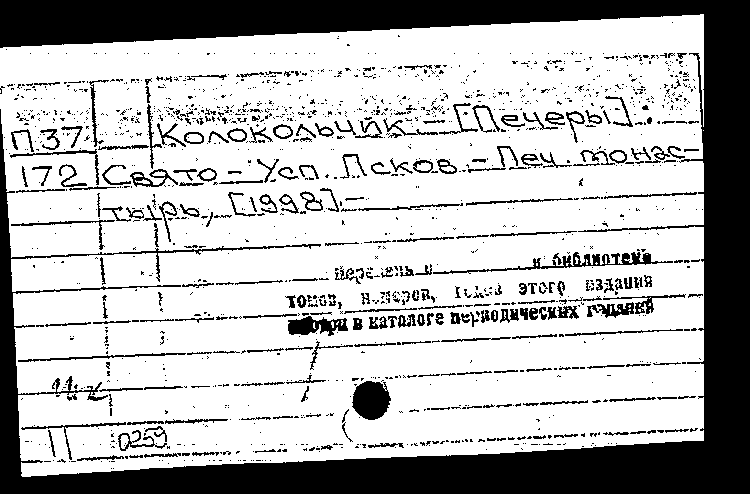 П37 Колокольчик. – [Печеры] :
172 Свято – Усп. Псков. – Печ. монас-
тырь, [1998]. –
библиотеке
томов, номеров, этого издания
в каталоге периодических изданий
11 0259